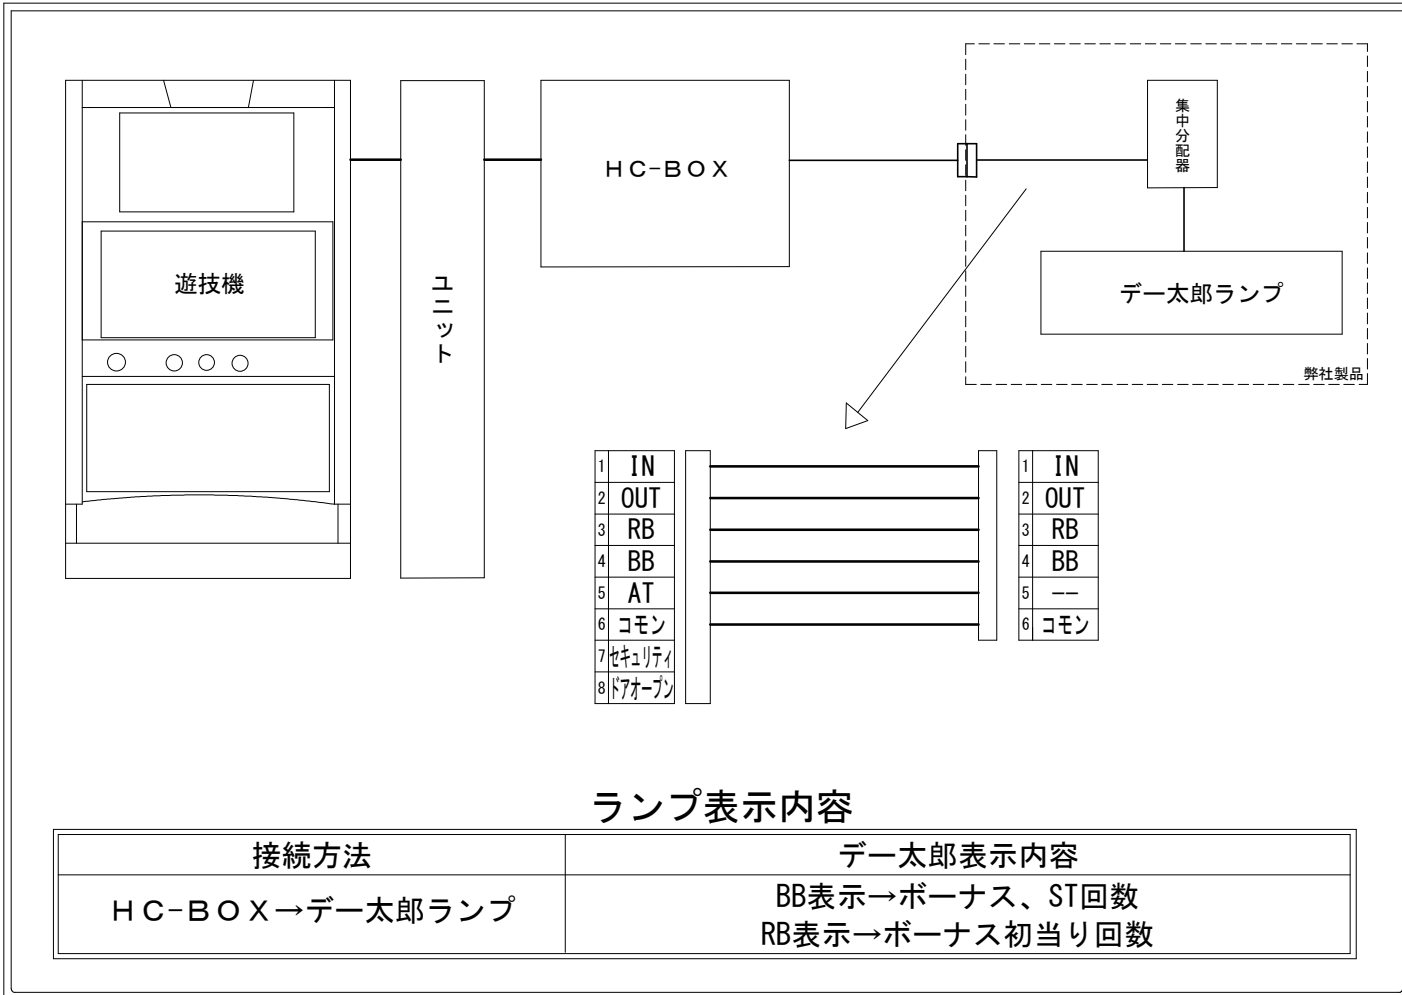 遊技機
ユニット
HC-BOX
集中分配器
デー太郎ランプ
弊社製品
1 IN
2 OUT
3 RB
4 BB
5 AT
6 コモン
7 セキュリティ
8 ドアオープン
1 IN
2 OUT
3 RB
4 BB
5 --
6 コモン
ランプ表示内容
接続方法 デー太郎表示内容
HC-BOX→デー太郎ランプ
BB表示→ボーナス、ST回数
RB表示→ボーナス初当り回数